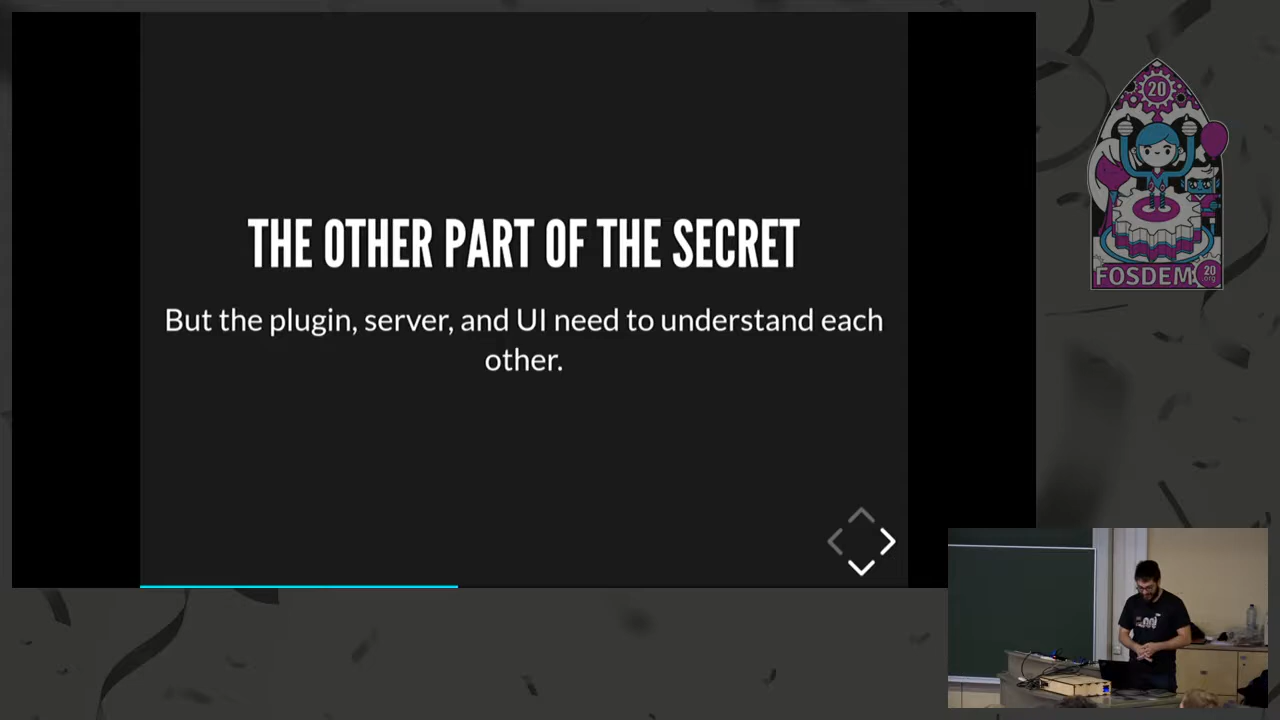 THE OTHER PART OF THE SECRET
But the plugin, server, and UI need to understand each
other.
20
FOSDEM
20
.org